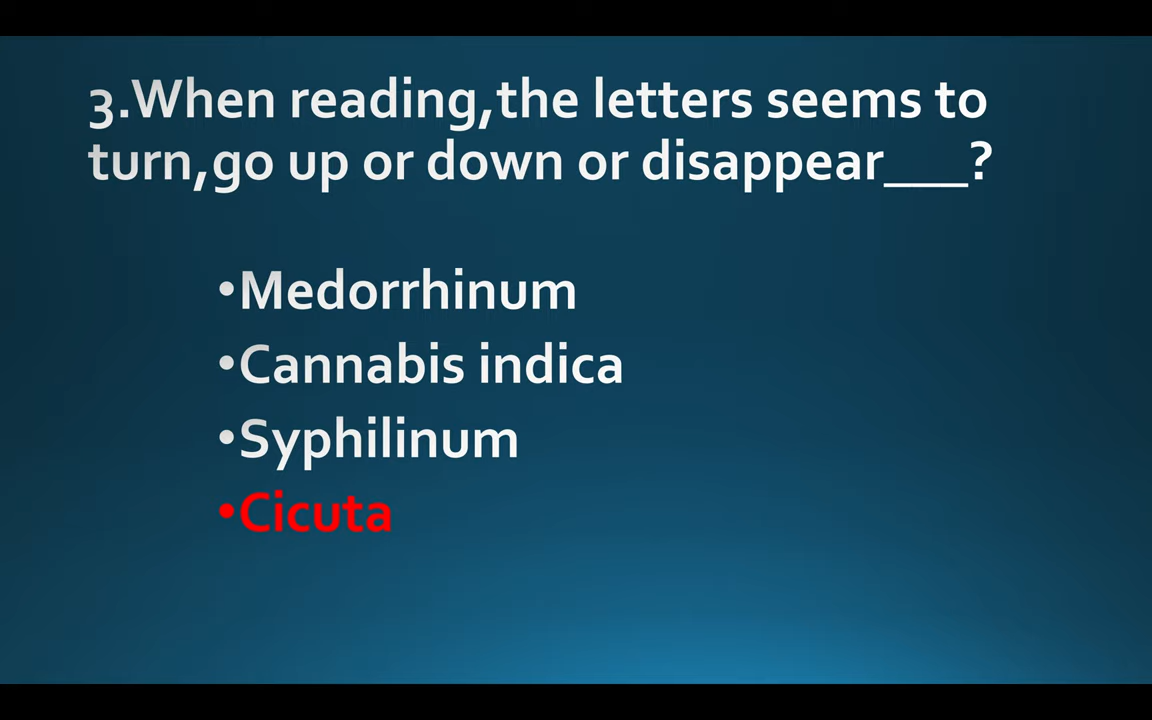 3.When reading,the letters seems to
turn,go up or down or disappear___?
•Medorrhinum
•Cannabis indica
•Syphilinum
•Cicuta